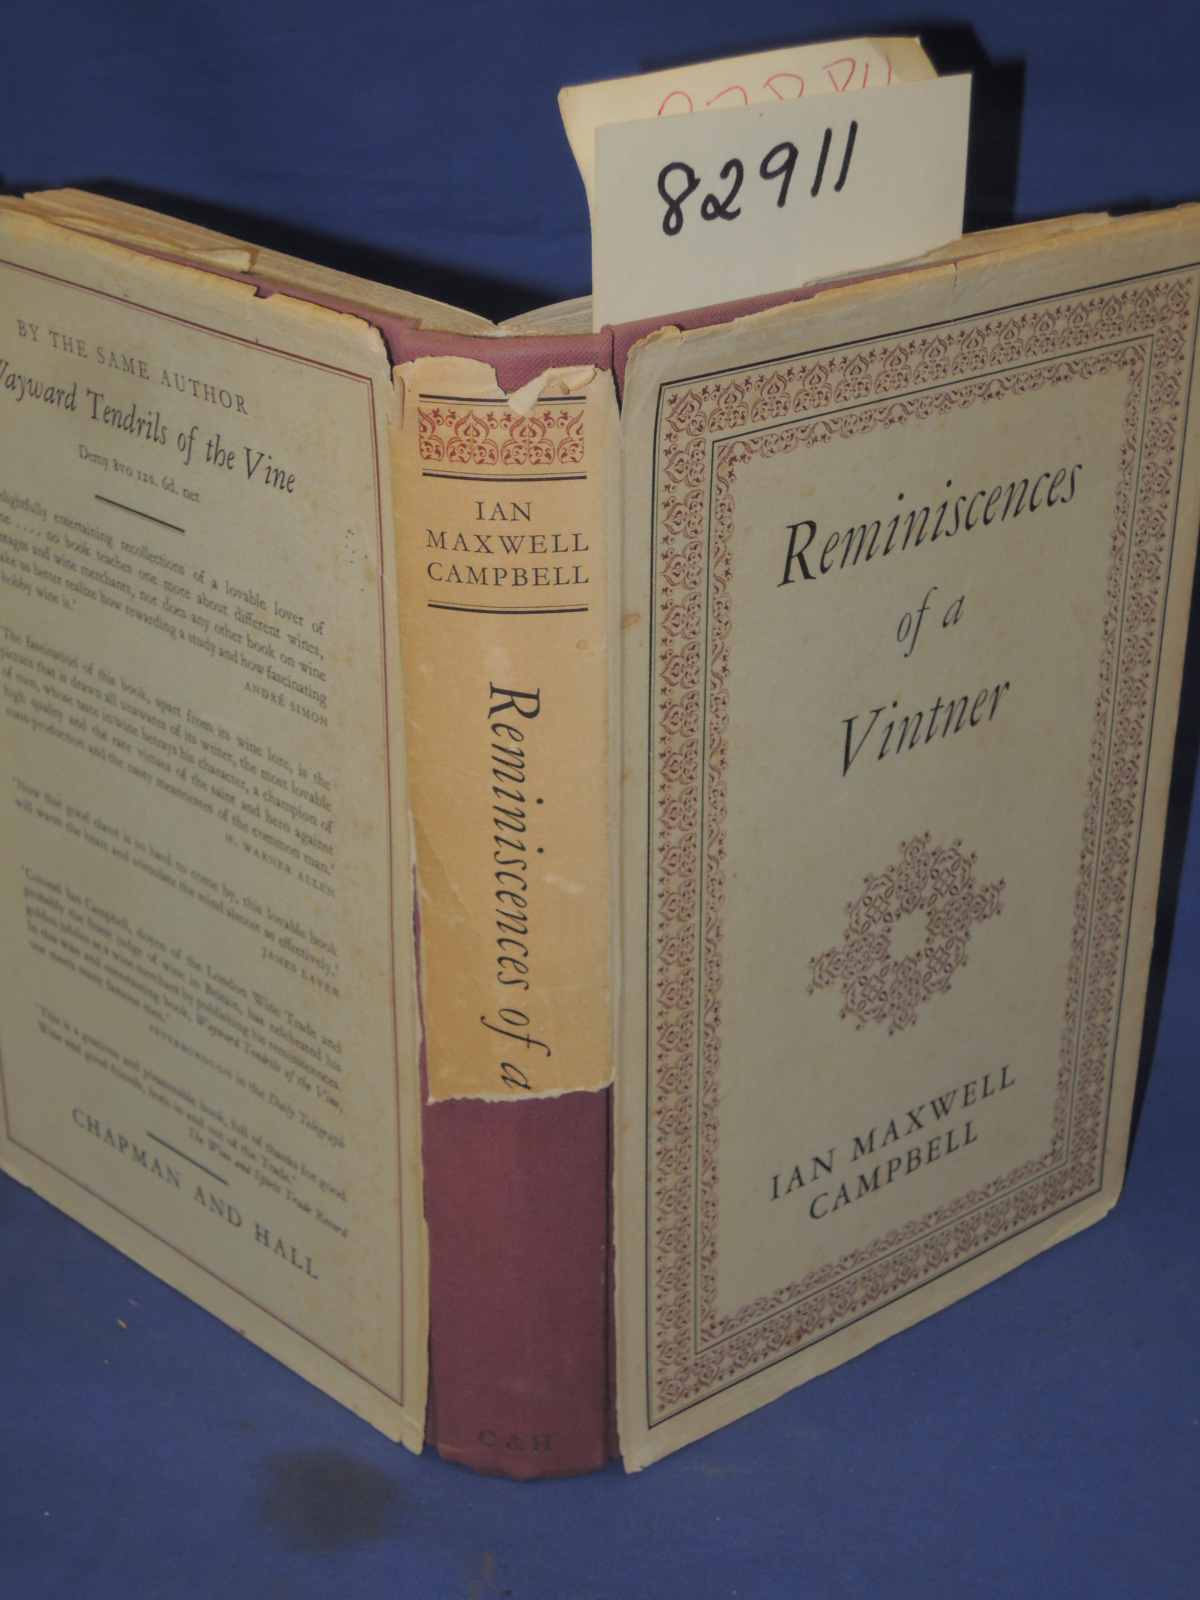 82911
BY THE SAME AUTHOR
Wayward Tendrils of the Vine
Demy 8vo 12s. 6d. net
delightfully entertaining recollections of a lovable lover of
. . . . no book teaches one more about different wines,
and wine merchants, nor does any other book on wine
us better realize how rewarding a study and how fascinating
hobby wine is.'
ANDRÉ SIMON
The fascination of this book, apart from its wine lore, is the
picture that is drawn all unawares of its writer, the most lovable
of men, whose taste in wine betrays his character, a champion of
high quality and the rare virtues of the saint and hero against
mass-production and the nasty meannesses of the common man.'
H. WARNER ALLEN
'Now that good claret is so hard to come by, this lovable book
will warm the heart and stimulate the mind almost as effectively.'
JAMES LAVER
'Colonel Ian Campbell, doyen of the London Wine Trade and
probably the finest judge of wine in Britain, has celebrated his
golden jubilee as a wine merchant by publishing his reminiscences.
In this wise and entertaining book, Wayward Tendrils of the Vine,
one meets many famous men.'
PETERBOROUGH in the Daily Telegraph
'This is a gracious and pleasurable book, full of thanks for good
Wine and good friends, both in and out of the Trade.'
The Wine and Spirit Trade Record
CHAPMAN AND HALL
IAN
MAXWELL
CAMPBELL
Reminiscences of a
C & H
Reminiscences
of a
Vintner
IAN MAXWELL
CAMPBELL